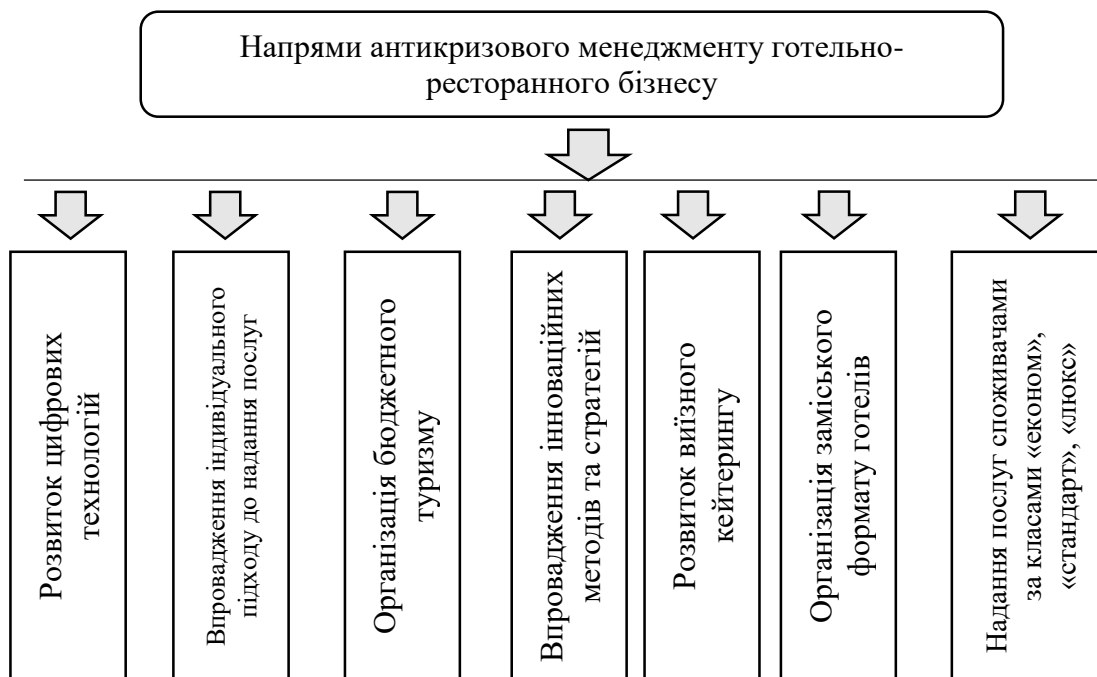 Напрями антикризового менеджменту готельно-
ресторанного бізнесу
Розвиток цифрових
технологій
Впровадження індивідуального
підходу до надання послуг
Організація бюджетного
туризму
Впровадження інноваційних
методів та стратегій
Розвиток виїзного
кейтерингу
Організація заміського
формату готелів
Надання послуг споживачами
за класами «економ»,
«стандарт», «люкс»